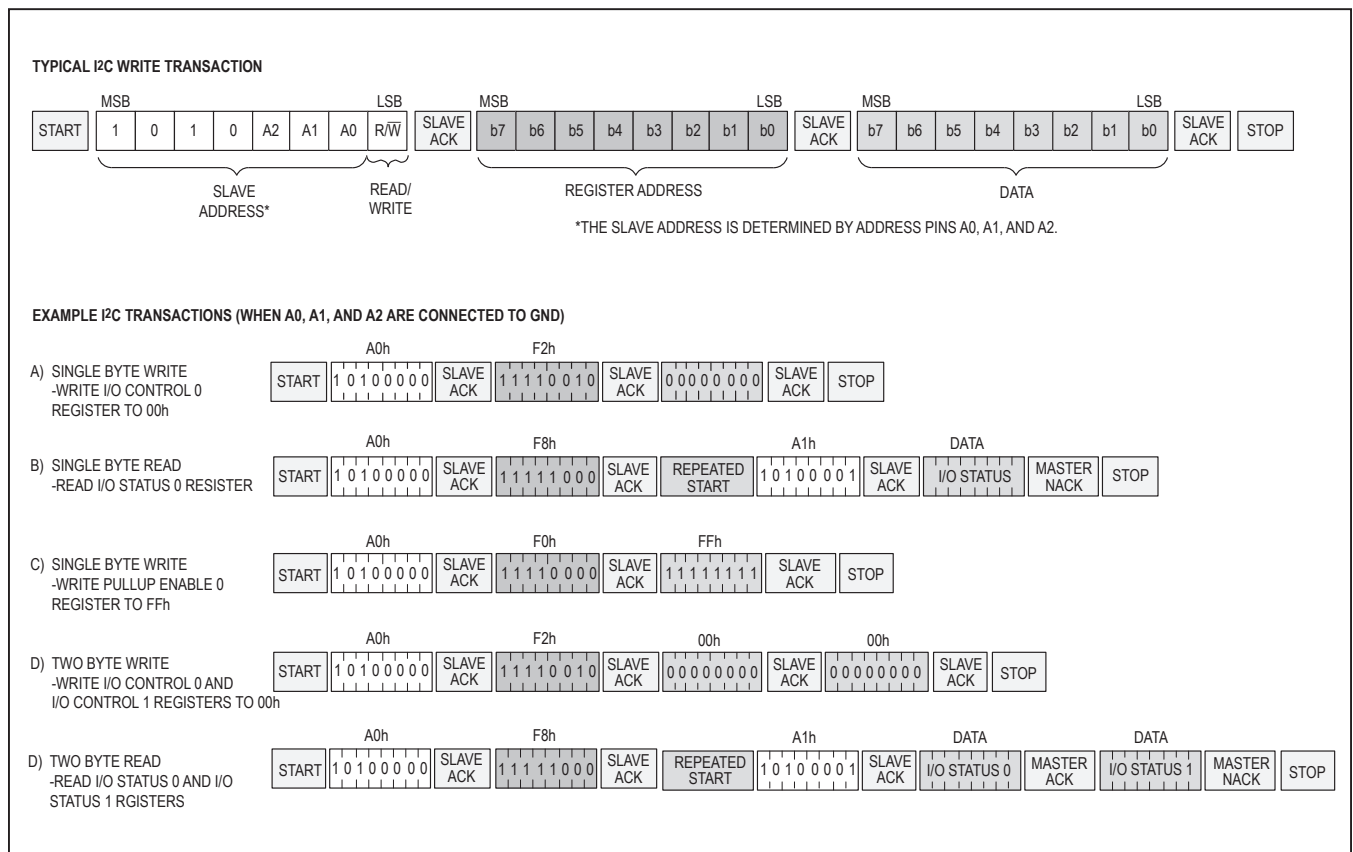 TYPICAL I2C WRITE TRANSACTION
MSB LSB MSB LSB MSB LSB
START 1 0 1 0 A2 A1 A0 R/W̅ SLAVE ACK b7 b6 b5 b4 b3 b2 b1 b0 SLAVE ACK b7 b6 b5 b4 b3 b2 b1 b0 SLAVE ACK STOP
SLAVE ADDRESS* READ/ WRITE REGISTER ADDRESS DATA
*THE SLAVE ADDRESS IS DETERMINED BY ADDRESS PINS A0, A1, AND A2.
EXAMPLE I2C TRANSACTIONS (WHEN A0, A1, AND A2 ARE CONNECTED TO GND)
A0h F2h
A) SINGLE BYTE WRITE
-WRITE I/O CONTROL 0
REGISTER TO 00h
START 1 0 1 0 0 0 0 0 SLAVE ACK 1 1 1 1 0 0 1 0 SLAVE ACK 0 0 0 0 0 0 0 0 SLAVE ACK STOP
A0h F8h A1h DATA
B) SINGLE BYTE READ
-READ I/O STATUS 0 RESISTER
START 1 0 1 0 0 0 0 0 SLAVE ACK 1 1 1 1 1 0 0 0 SLAVE ACK REPEATED START 1 0 1 0 0 0 0 1 SLAVE ACK I/O STATUS MASTER NACK STOP
A0h F0h FFh
C) SINGLE BYTE WRITE
-WRITE PULLUP ENABLE 0
REGISTER TO FFh
START 1 0 1 0 0 0 0 0 SLAVE ACK 1 1 1 1 0 0 0 0 SLAVE ACK 1 1 1 1 1 1 1 1 SLAVE ACK STOP
A0h F2h 00h 00h
D) TWO BYTE WRITE
-WRITE I/O CONTROL 0 AND
I/O CONTROL 1 REGISTERS TO 00h
START 1 0 1 0 0 0 0 0 SLAVE ACK 1 1 1 1 0 0 1 0 SLAVE ACK 0 0 0 0 0 0 0 0 SLAVE ACK 0 0 0 0 0 0 0 0 SLAVE ACK STOP
A0h F8h A1h DATA DATA
D) TWO BYTE READ
-READ I/O STATUS 0 AND I/O
STATUS 1 RGISTERS
START 1 0 1 0 0 0 0 0 SLAVE ACK 1 1 1 1 1 0 0 0 SLAVE ACK REPEATED START 1 0 1 0 0 0 0 1 SLAVE ACK I/O STATUS 0 MASTER ACK I/O STATUS 1 MASTER NACK STOP